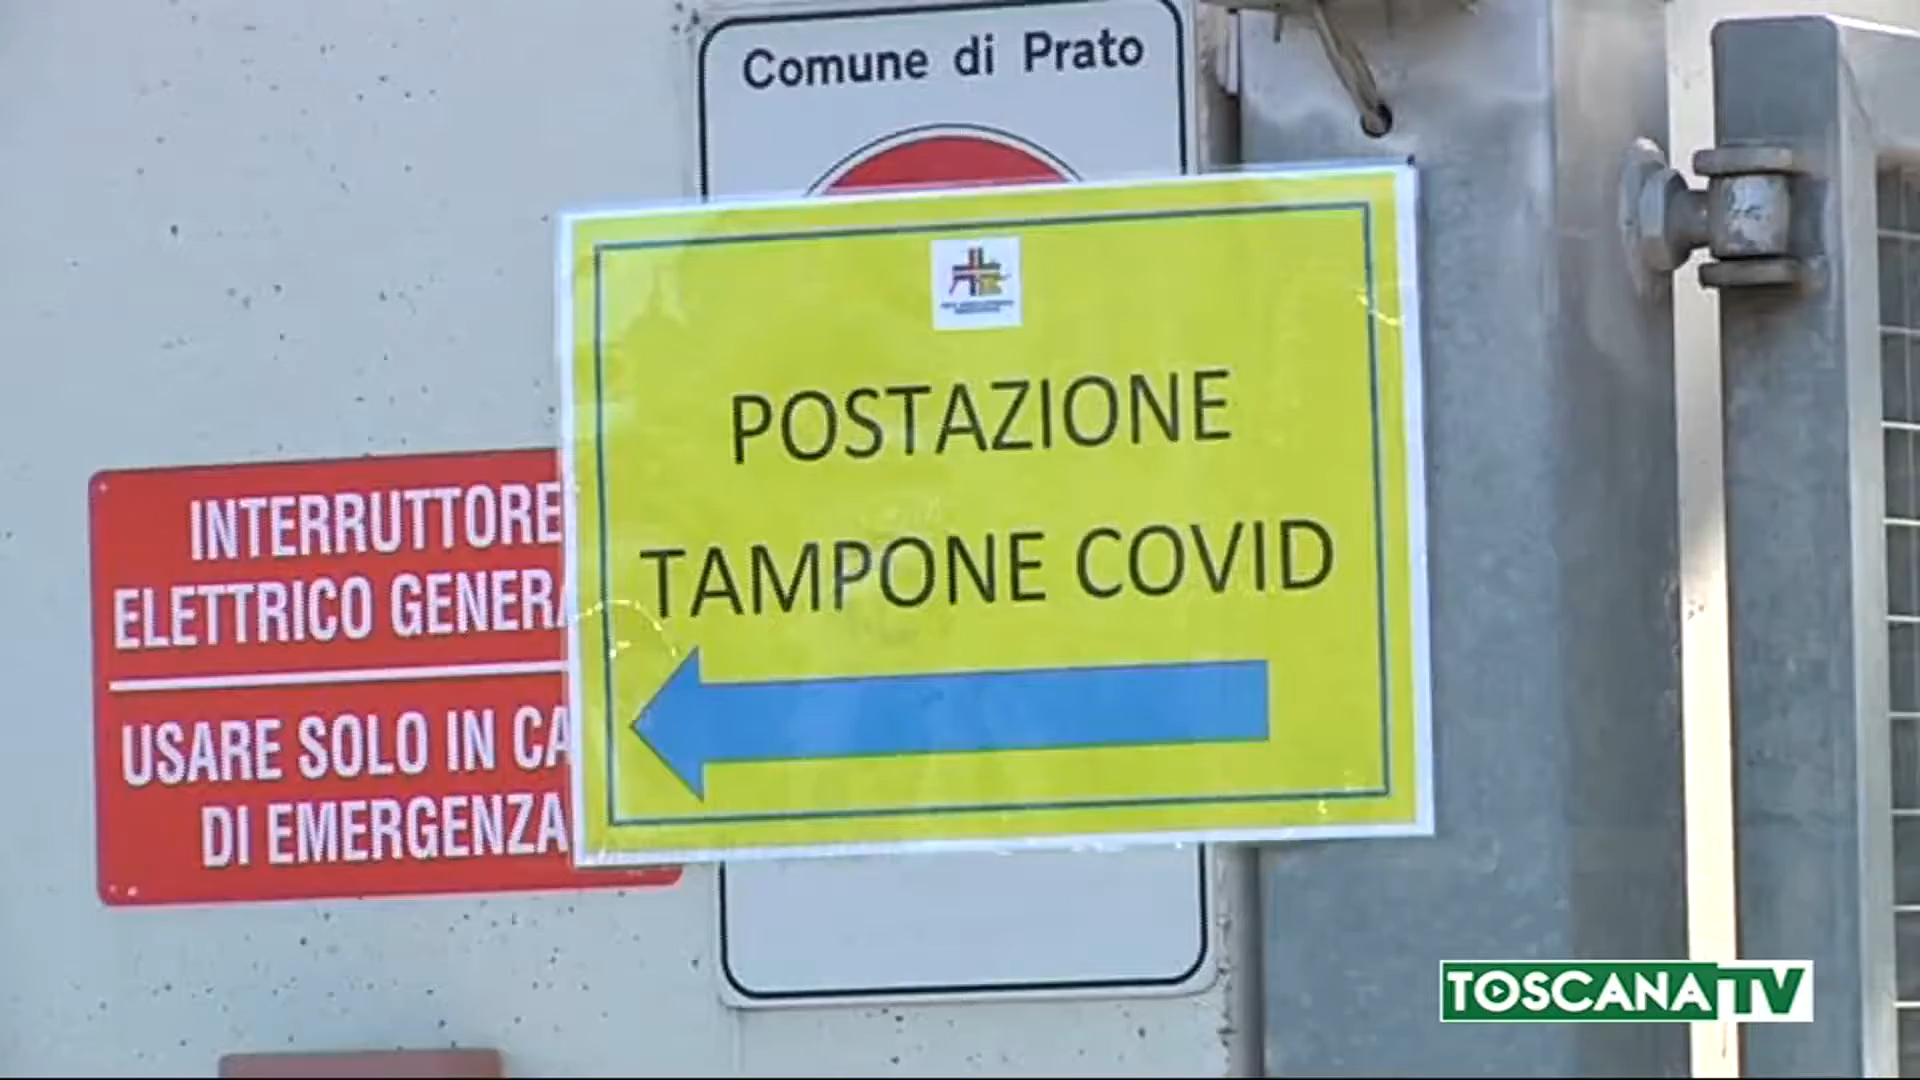 Comune di Prato
POSTAZIONE
TAMPONE COVID
INTERRUTTORE
ELETTRICO GENERA
USARE SOLO IN CA
DI EMERGENZA
TOSCANA TV